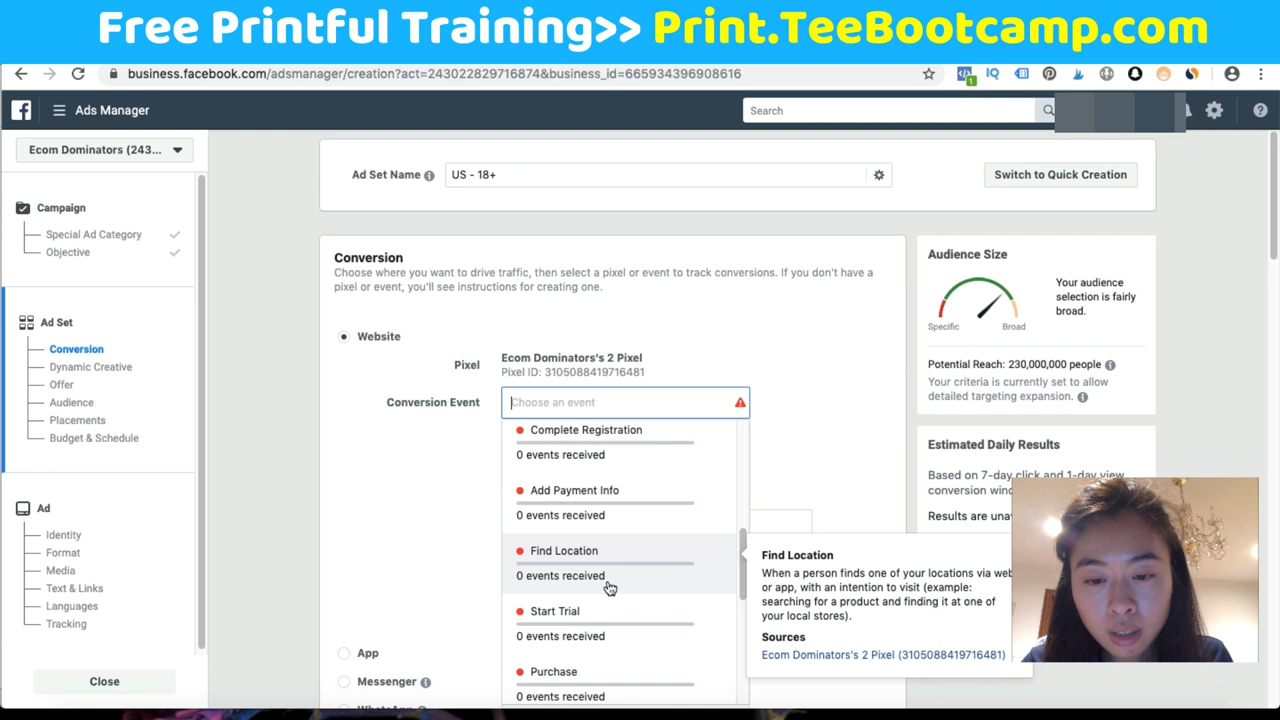 Free Printful Training>> Print.TeeBootcamp.com
business.facebook.com/adsmanager/creation?act=243022829716874&business_id=665934396908616
IQ
1
Ads Manager
Search
Ecom Dominators (243...
Ad Set Name
US - 18+
Switch to Quick Creation
Campaign
Special Ad Category
Objective
Ad Set
Conversion
Dynamic Creative
Offer
Audience
Placements
Budget & Schedule
Ad
Identity
Format
Media
Text & Links
Languages
Tracking
Close
Conversion
Choose where you want to drive traffic, then select a pixel or event to track conversions. If you don't have a
pixel or event, you'll see instructions for creating one.
Website
Pixel
Ecom Dominators's 2 Pixel
Pixel ID: 3105088419716481
Conversion Event
Choose an event
Complete Registration
0 events received
Add Payment Info
0 events received
Find Location
0 events received
Start Trial
0 events received
Purchase
0 events received
App
Messenger
Audience Size
Your audience
selection is fairly
broad.
Specific
Broad
Potential Reach: 230,000,000 people
Your criteria is currently set to allow
detailed targeting expansion.
Estimated Daily Results
Based on 7-day click and 1-day view
conversion
Results are
Find Location
When a person finds one of your locations via web
or app, with an intention to visit (example:
searching for a product and finding it at one of
your local stores).
Sources
Ecom Dominators's 2 Pixel (3105088419716481)